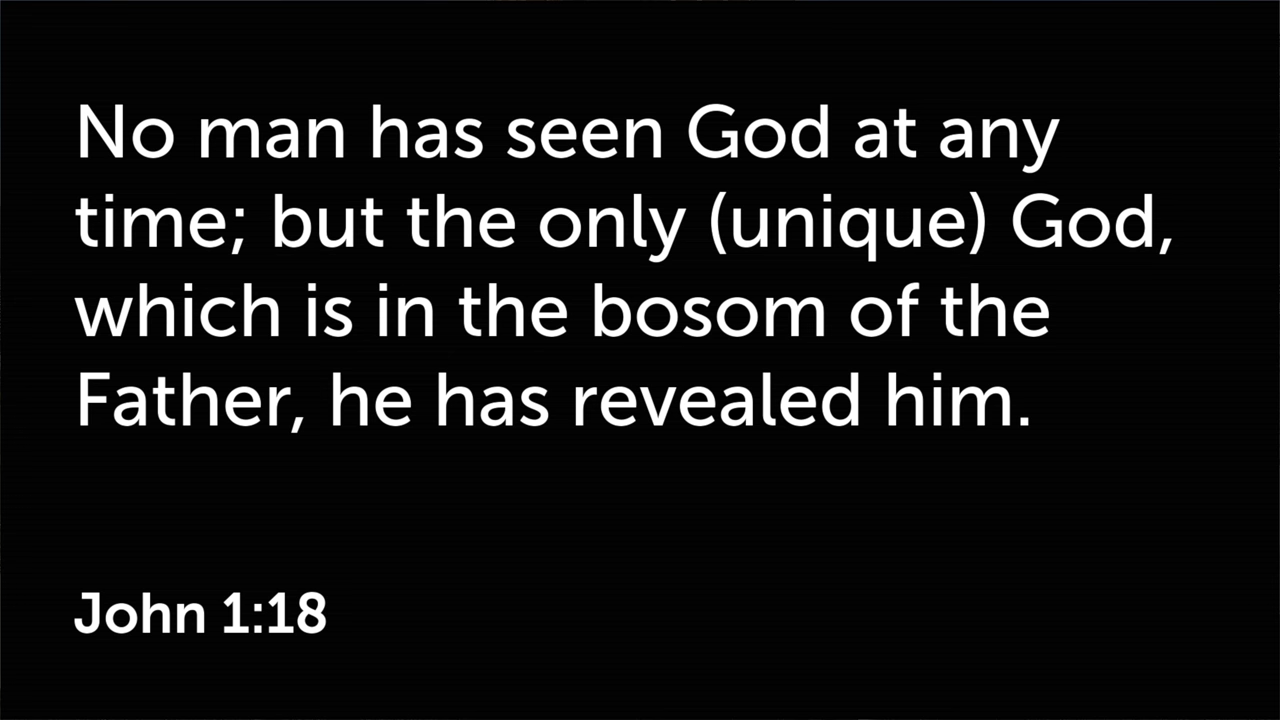 No man has seen God at any
time; but the only (unique) God,
which is in the bosom of the
Father, he has revealed him.
John 1:18